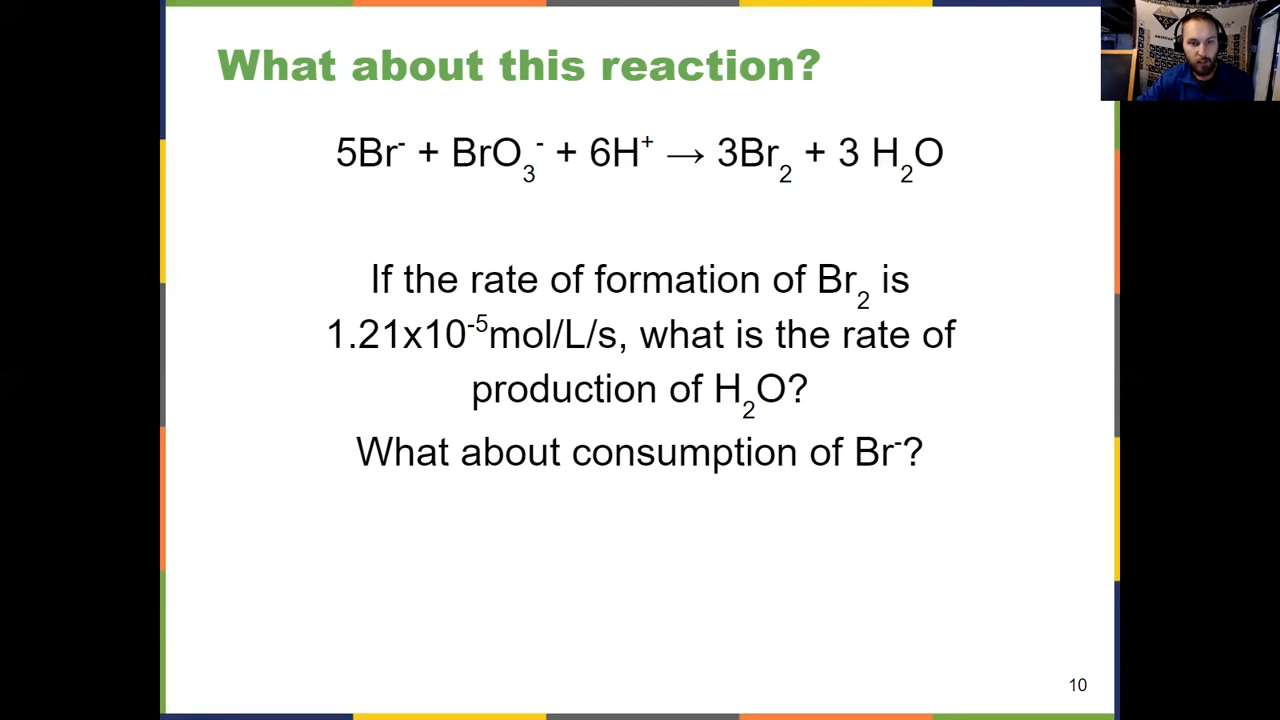 What about this reaction?
5Br⁻ + BrO₃⁻ + 6H⁺ → 3Br₂ + 3 H₂O
If the rate of formation of Br₂ is
1.21x10⁻⁵mol/L/s, what is the rate of
production of H₂O?
What about consumption of Br⁻?
10